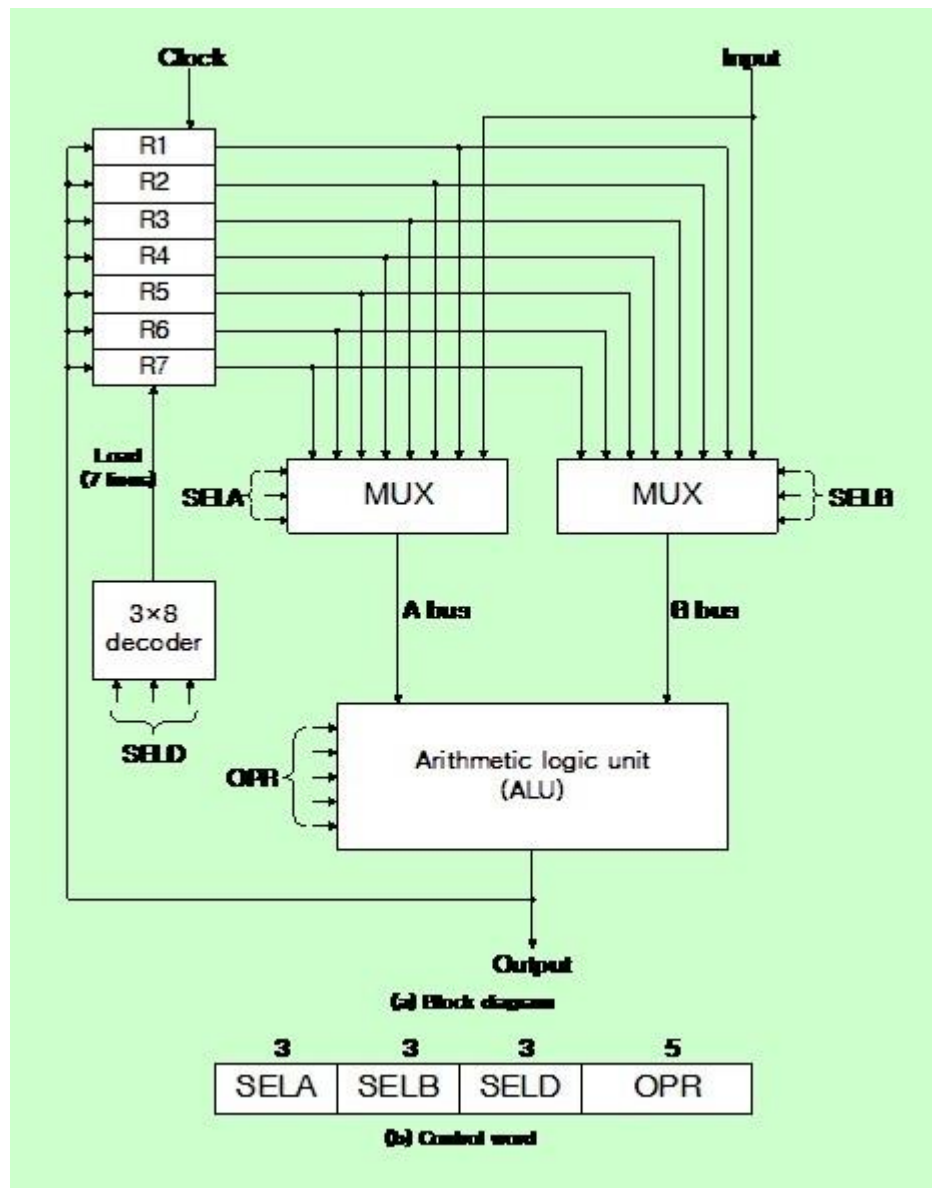 Clock Input
R1
R2
R3
R4
R5
R6
R7
Load
(7 lines)
SELA
MUX
MUX
SELB
3×8
decoder
A bus
B bus
SELD
OPR
Arithmetic logic unit
(ALU)
Output
(a) Block diagram
3 3 3 5
SELA SELB SELD OPR
(b) Control word